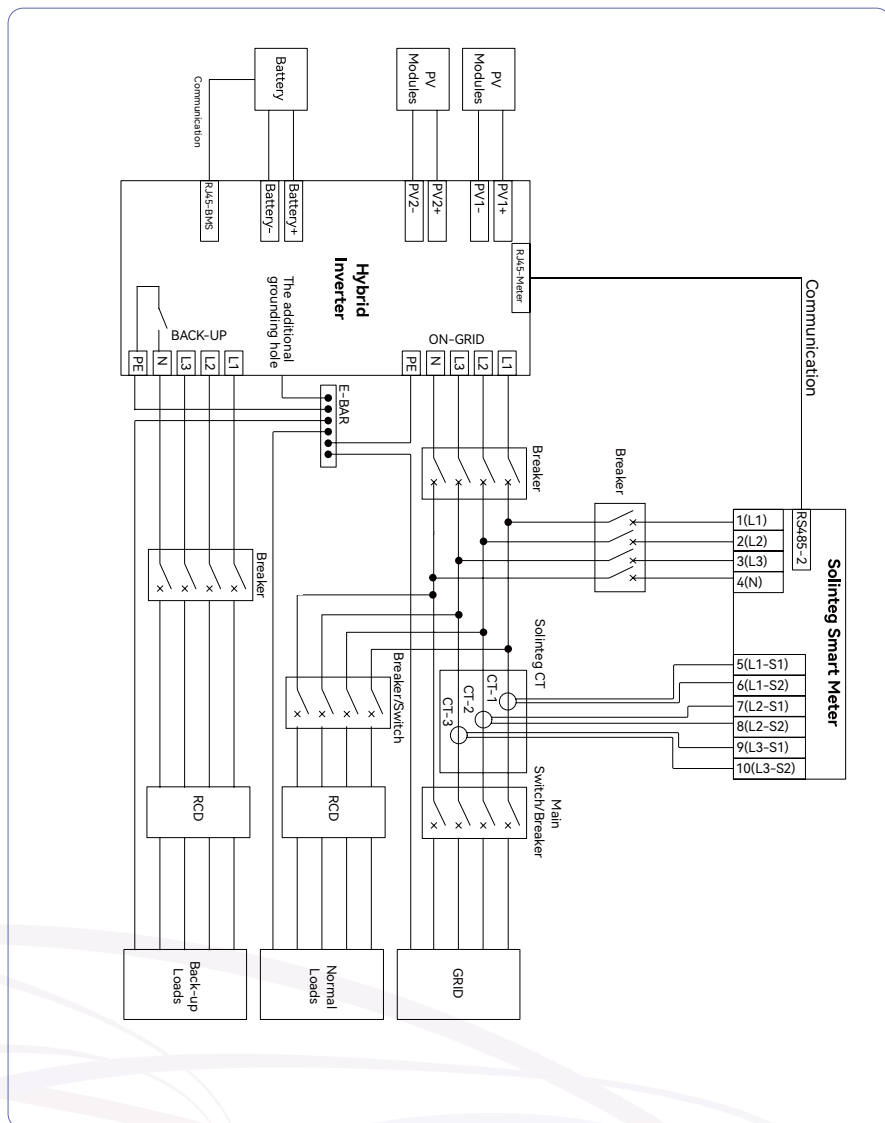 Battery
PV
Modules
PV
Modules
Communication
RJ45-BMS
Battery-
Battery+
PV2-
PV2+
PV1-
PV1+
RJ45-Meter
Hybrid
Inverter
The additional
grounding hole
Communication
BACK-UP
ON-GRID
PE
N
L3
L2
L1
PE
N
L3
L2
L1
E-BAR
Breaker
Breaker
Breaker
RS485-2
Solinteg Smart Meter
1(L1)
2(L2)
3(L3)
4(N)
5(L1-S1)
6(L1-S2)
7(L2-S1)
8(L2-S2)
9(L3-S1)
10(L3-S2)
Solinteg CT
CT-1
CT-2
CT-3
Breaker/Switch
Main
Switch/Breaker
RCD
RCD
Back-up
Loads
Normal
Loads
GRID